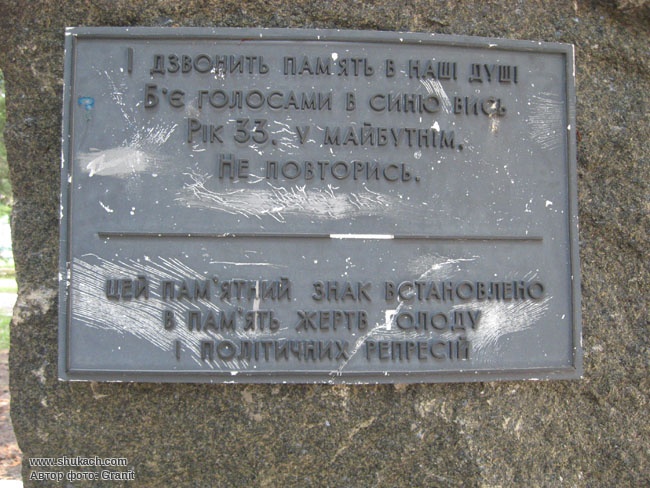 І дзвонить пам'ять в наші душі
Б'є голосами в синю вись
Рік 33, у майбутнім,
Не повторись.
Цей пам'ятний знак встановлено
в пам'ять жертв голоду
і політичних репресій
www.shukach.com
Автор фото: Granit